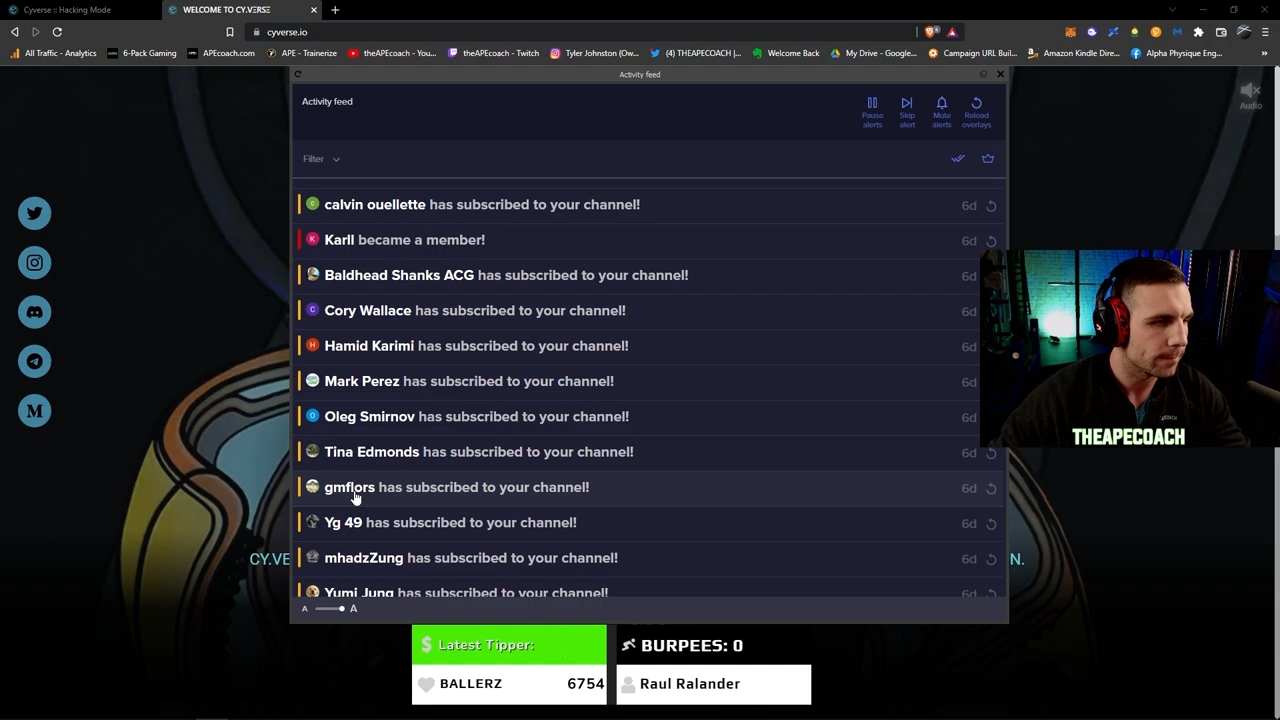 Cyverse :: Hacking Mode
WELCOME TO CY.VΞRSΞ
cyverse.io
All Traffic - Analytics
6-Pack Gaming
APEcoach.com
APE - Trainerize
theAPEcoach - You...
theAPEcoach - Twitch
Tyler Johnston (Ow...
(4) THEAPECOACH |...
Welcome Back
My Drive - Google...
Campaign URL Buil...
Amazon Kindle Dire...
Alpha Physique Eng...
Activity feed
Audio
Activity feed
Pause alerts
Skip alert
Mute alerts
Reload overlays
Filter
calvin ouellette has subscribed to your channel! 6d
Karll became a member! 6d
Baldhead Shanks ACG has subscribed to your channel! 6d
Cory Wallace has subscribed to your channel! 6d
Hamid Karimi has subscribed to your channel! 6d
Mark Perez has subscribed to your channel! 6d
Oleg Smirnov has subscribed to your channel! 6d
Tina Edmonds has subscribed to your channel! 6d
gmflors has subscribed to your channel! 6d
Yg 49 has subscribed to your channel! 6d
mhadzZung has subscribed to your channel! 6d
Yumi Jung has subscribed to your channel! 6d
A A
CY.VE
N.
THEAPECOACH
$ Latest Tipper:
BURPEES: 0
BALLERZ 6754
Raul Ralander